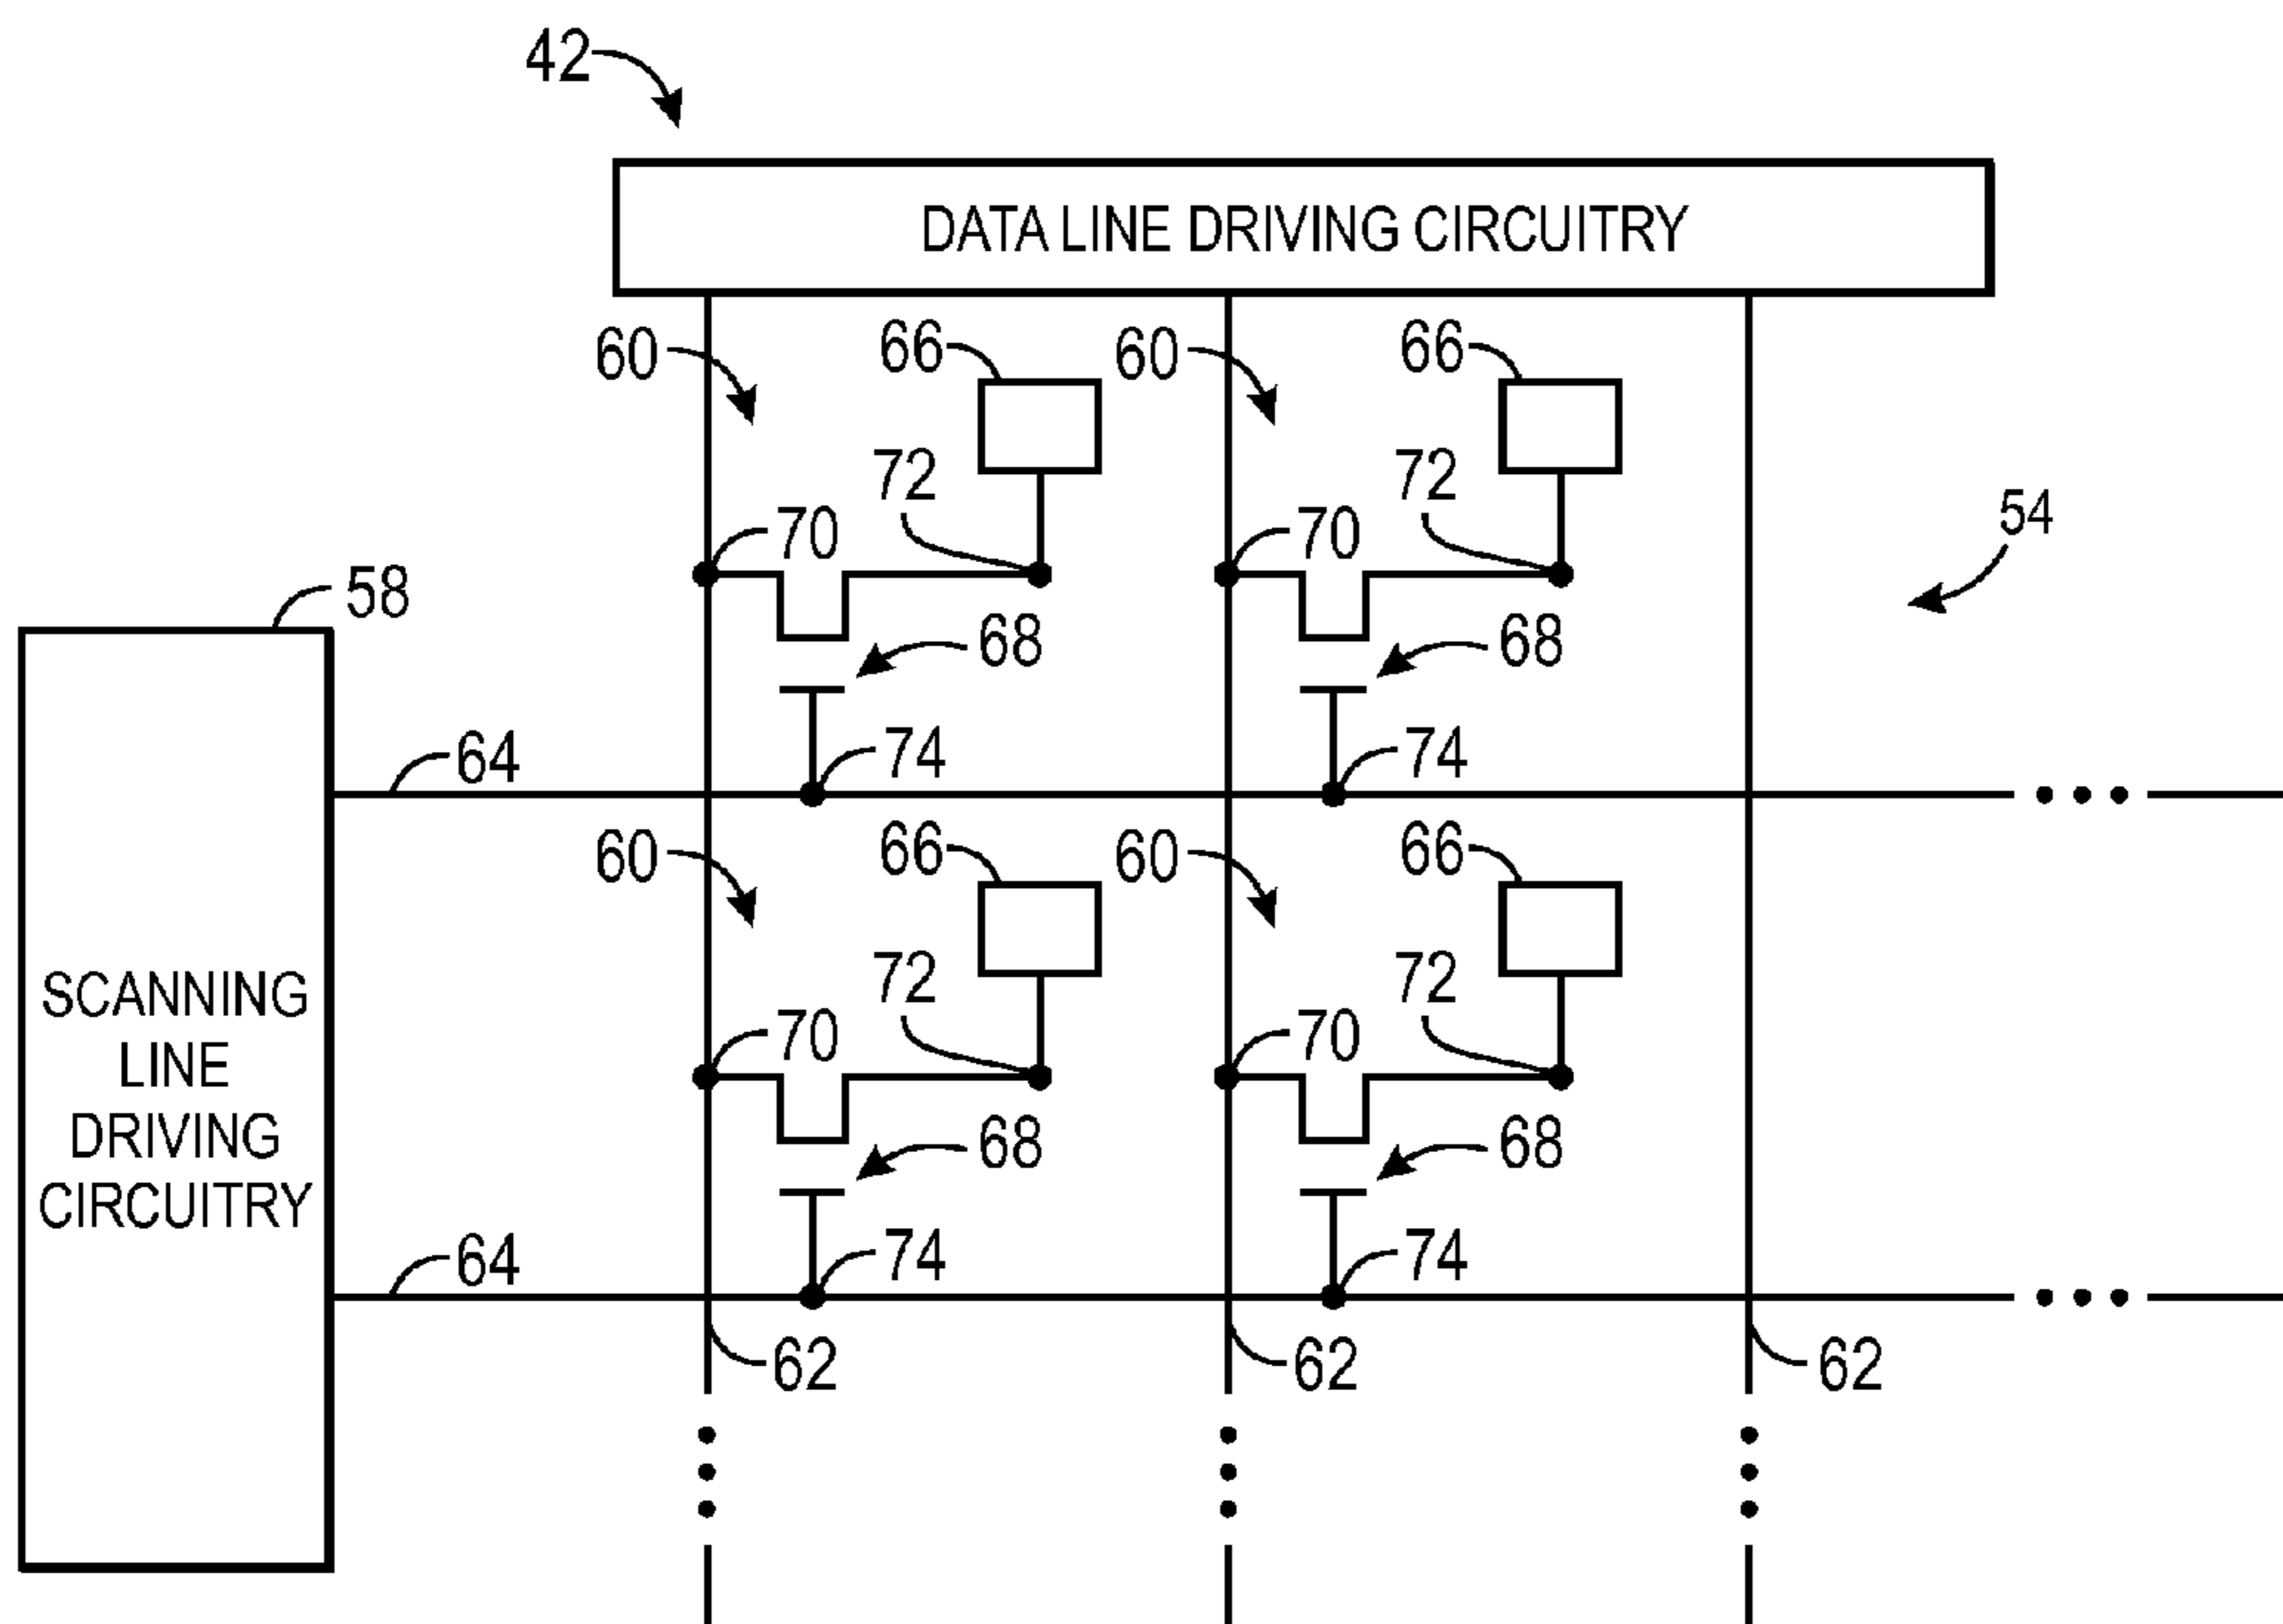 42
DATA LINE DRIVING CIRCUITRY
60 66 60 66
72 72
70 70 54
58
68 68
64 74 74
60 66 60 66
72 72
SCANNING
LINE
DRIVING
CIRCUITRY
70 70
68 68
64 74 74
62 62 62